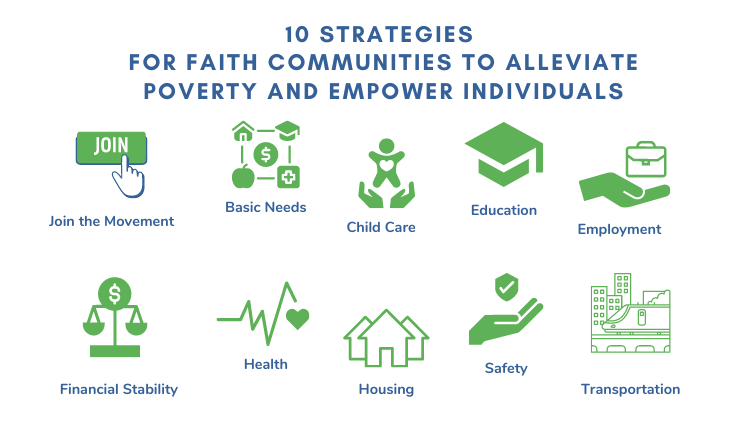 10 STRATEGIES
FOR FAITH COMMUNITIES TO ALLEVIATE
POVERTY AND EMPOWER INDIVIDUALS
JOIN
Join the Movement
$
Basic Needs
Child Care
Education
Employment
$
Financial Stability
Health
Housing
Safety
Transportation